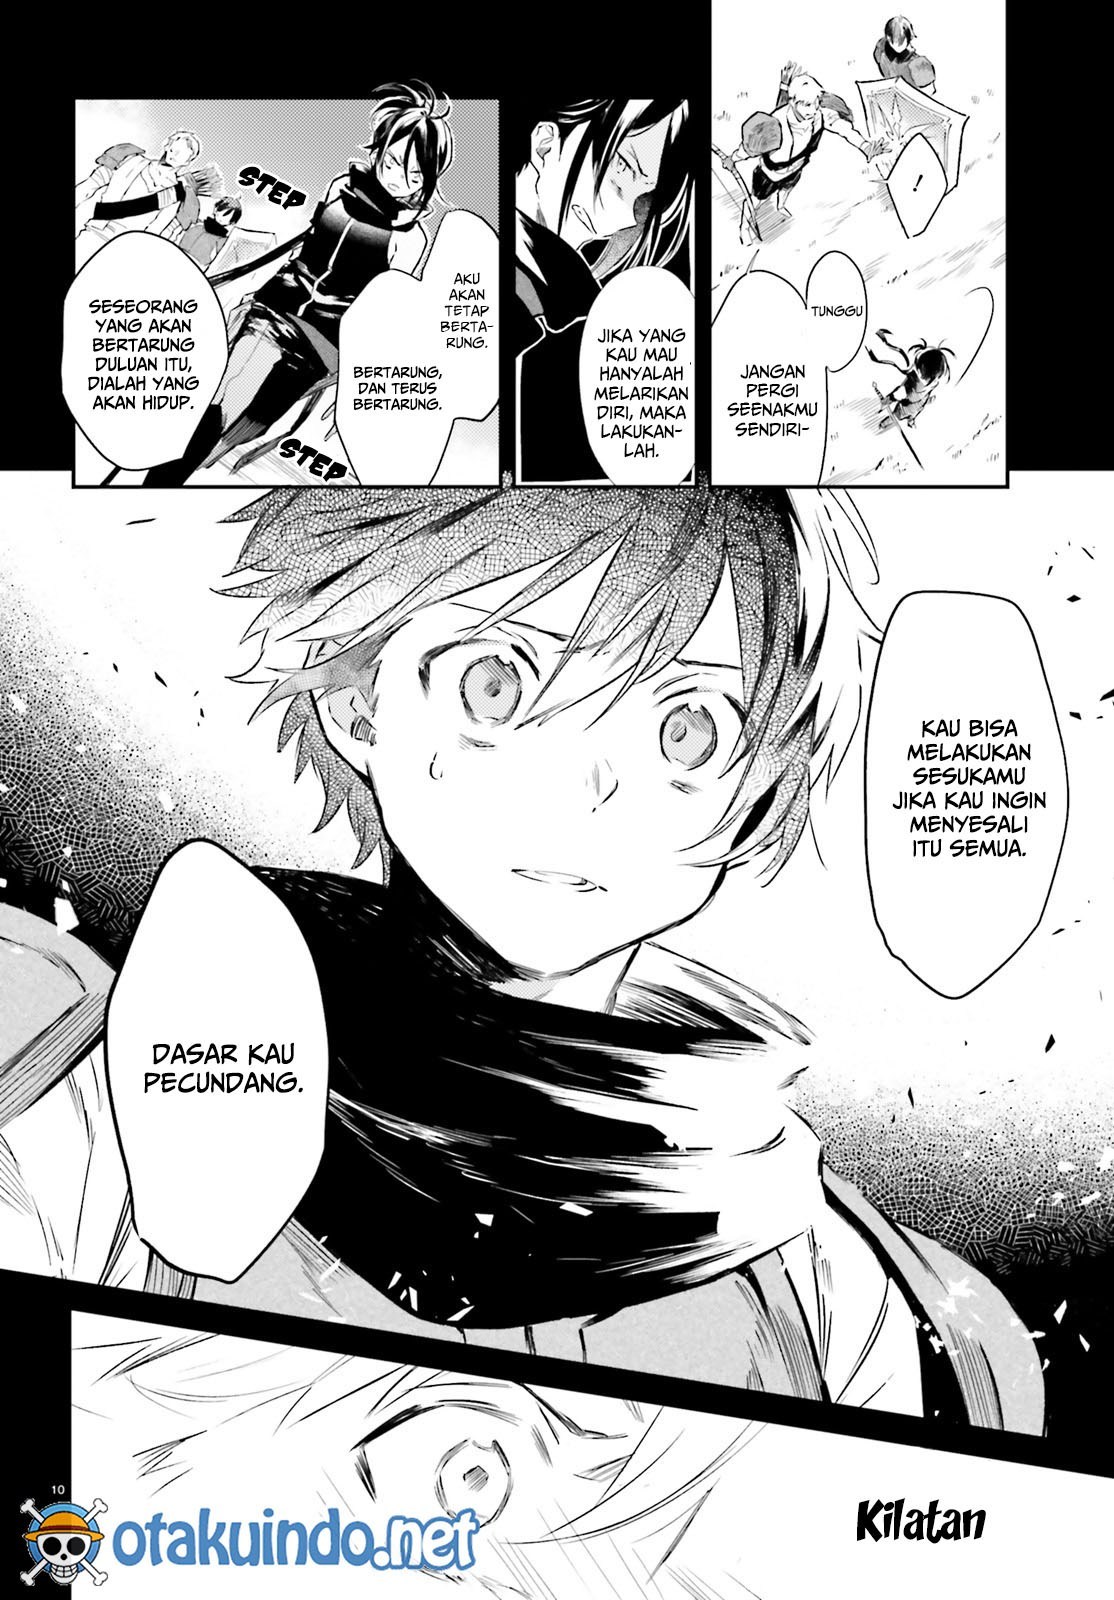 !
TUNGGU
JANGAN
PERGI
SEENAKMU
SENDIRI-
JIKA YANG
KAU MAU
HANYALAH
MELARIKAN
DIRI, MAKA
LAKUKAN-
LAH.
AKU
AKAN
TETAP
BERTA-
RUNG.
BERTARUNG,
DAN TERUS
BERTARUNG.
STEP
SESEORANG
YANG AKAN
BERTARUNG
DULUAN ITU,
DIALAH YANG
AKAN HIDUP.
STEP
KAU BISA
MELAKUKAN
SESUKAMU
JIKA KAU INGIN
MENYESALI
ITU SEMUA.
DASAR KAU
PECUNDANG.
Kilatan
10
otakuindo.net